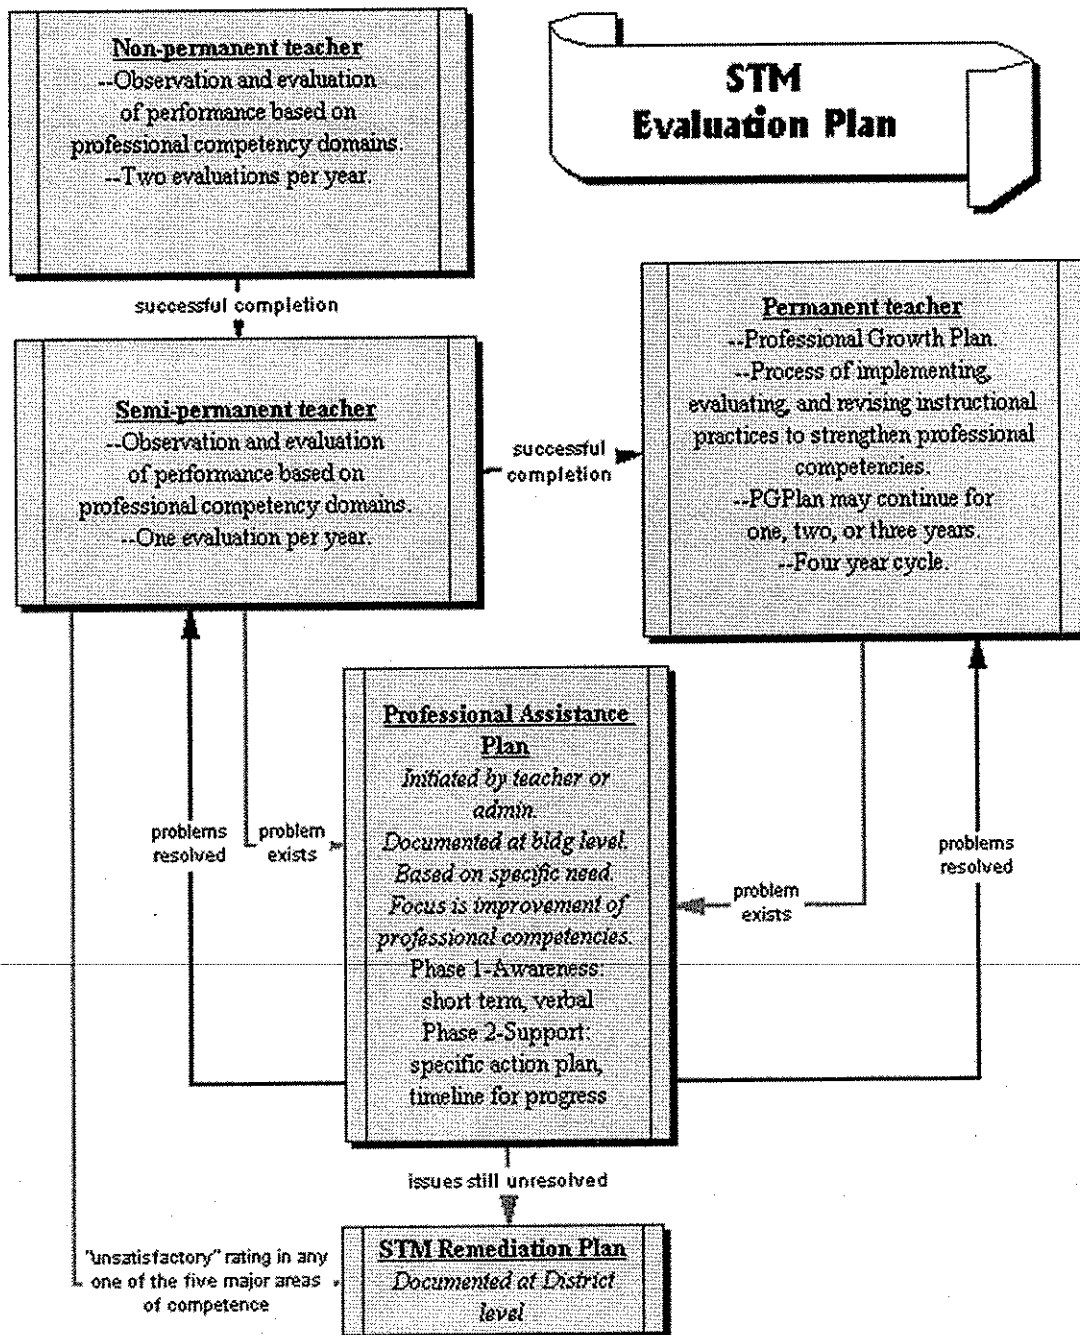 Non-permanent teacher
--Observation and evaluation
of performance based on
professional competency domains.
--Two evaluations per year.
STM
Evaluation Plan
successful completion
Semi-permanent teacher
--Observation and evaluation
of performance based on
professional competency domains.
--One evaluation per year.
successful
completion
Permanent teacher
--Professional Growth Plan.
--Process of implementing,
evaluating, and revising instructional
practices to strengthen professional
competencies.
--PGPlan may continue for
one, two, or three years.
--Four year cycle.
problems
resolved
problem
exists
Professional Assistance
Plan
Initiated by teacher or
admin.
Documented at bldg level.
Based on specific need.
Focus is improvement of
professional competencies.
Phase 1-Awareness:
short term, verbal
Phase 2-Support:
specific action plan,
timeline for progress
problem
exists
problems
resolved
issues still unresolved
"unsatisfactory" rating in any
one of the five major areas
of competence
STM Remediation Plan
Documented at District
level